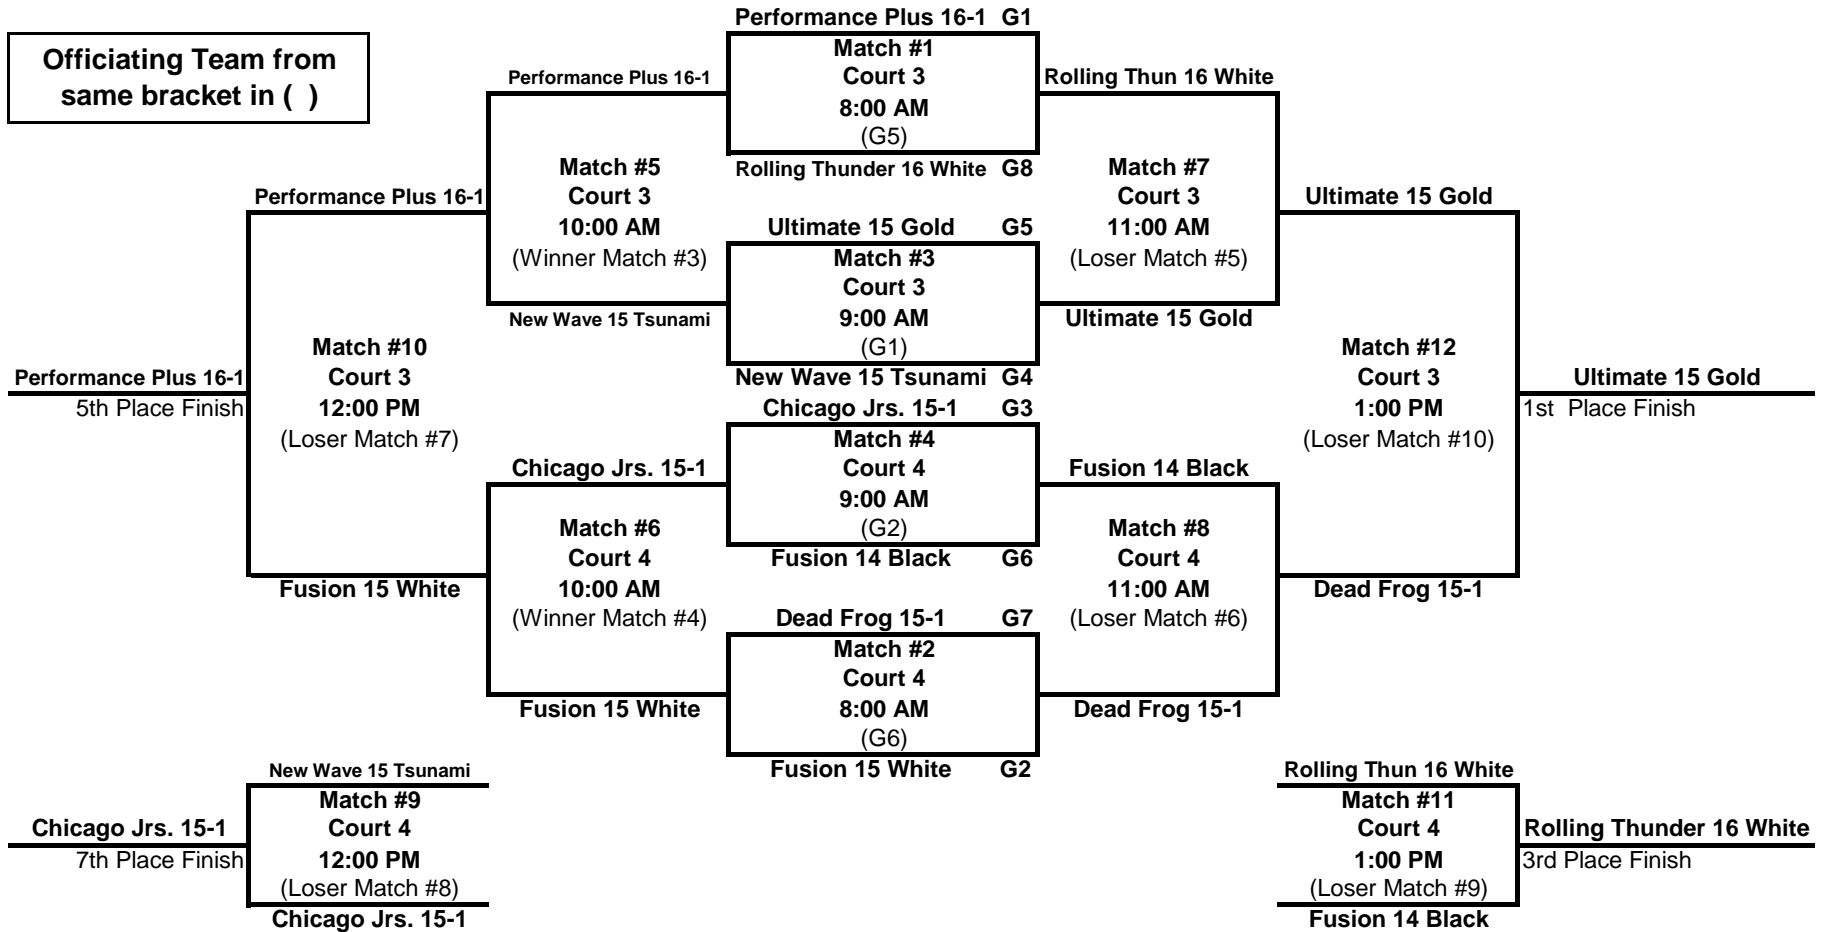 Performance Plus 16-1 G1
Officiating Team from
same bracket in ( )
Match #1
Court 3
8:00 AM
(G5)
Rolling Thunder 16 White G8
Performance Plus 16-1
Rolling Thun 16 White
Match #5
Court 3
10:00 AM
(Winner Match #3)
Match #7
Court 3
11:00 AM
(Loser Match #5)
Performance Plus 16-1
Ultimate 15 Gold
Ultimate 15 Gold G5
Match #3
Court 3
9:00 AM
(G1)
New Wave 15 Tsunami G4
New Wave 15 Tsunami
Ultimate 15 Gold
Match #10
Court 3
12:00 PM
(Loser Match #7)
Match #12
Court 3
1:00 PM
(Loser Match #10)
Performance Plus 16-1
5th Place Finish
Ultimate 15 Gold
1st Place Finish
Chicago Jrs. 15-1 G3
Match #4
Court 4
9:00 AM
(G2)
Fusion 14 Black G6
Chicago Jrs. 15-1
Fusion 14 Black
Match #6
Court 4
10:00 AM
(Winner Match #4)
Match #8
Court 4
11:00 AM
(Loser Match #6)
Fusion 15 White
Dead Frog 15-1
Dead Frog 15-1 G7
Match #2
Court 4
8:00 AM
(G6)
Fusion 15 White G2
Fusion 15 White
Dead Frog 15-1
New Wave 15 Tsunami
Match #9
Court 4
12:00 PM
(Loser Match #8)
Chicago Jrs. 15-1
Chicago Jrs. 15-1
7th Place Finish
Rolling Thun 16 White
Match #11
Court 4
1:00 PM
(Loser Match #9)
Fusion 14 Black
Rolling Thunder 16 White
3rd Place Finish